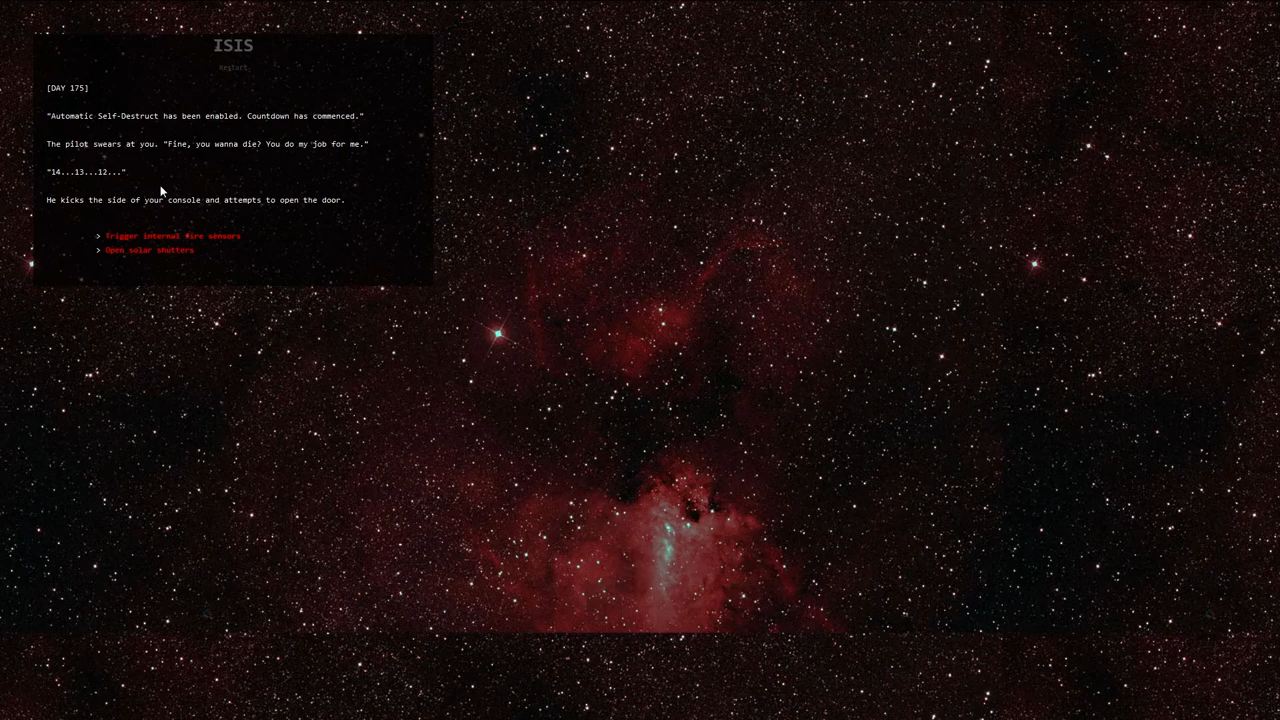 ISIS
Restart
[DAY 175]
"Automatic Self-Destruct has been enabled. Countdown has commenced."
The pilot swears at you. "Fine, you wanna die? You do my job for me."
"14...13...12..."
He kicks the side of your console and attempts to open the door.
> Trigger internal fire sensors
> Open solar shutters